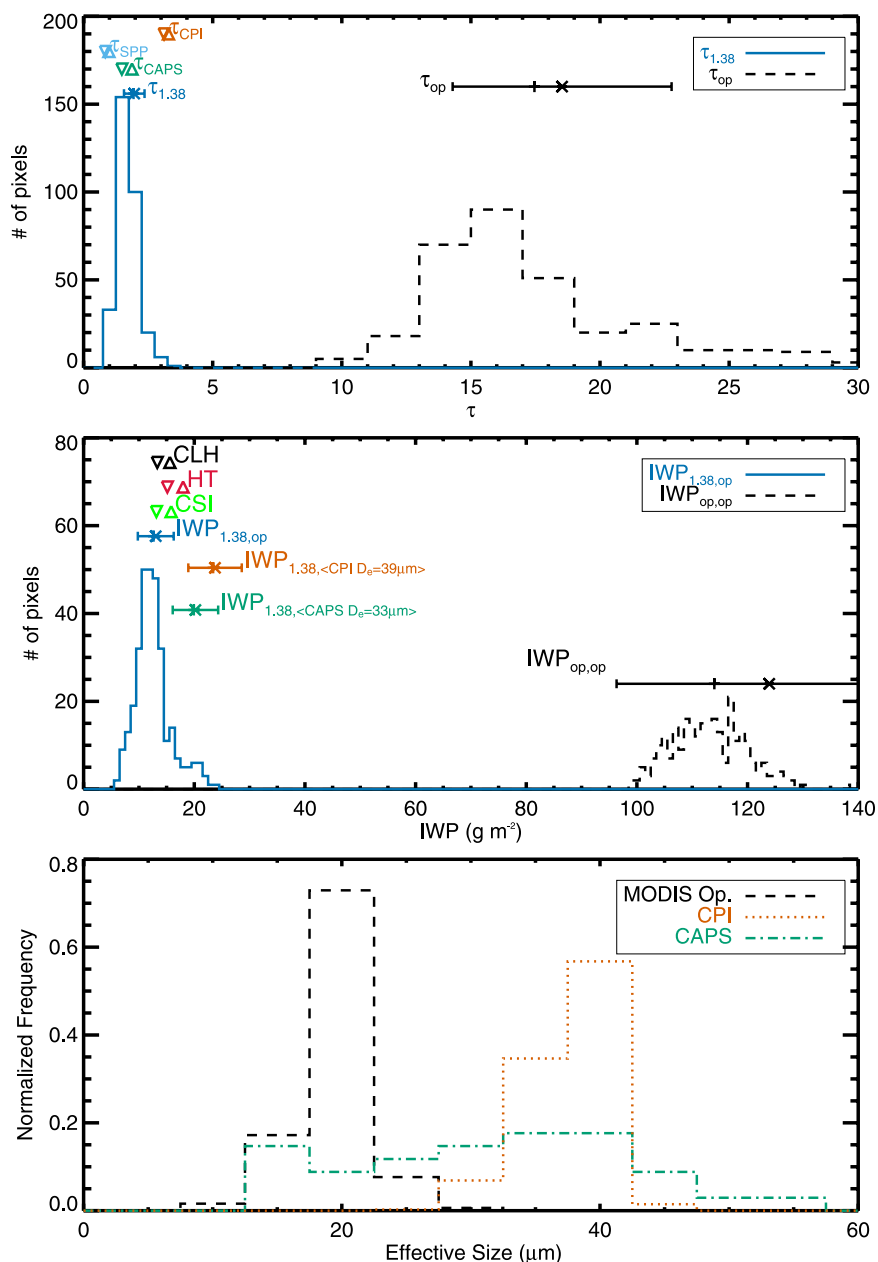 200
τCPI
τSPP
τCAPS
τ1.38
τop
τ1.38
τop
150
100
50
0
# of pixels
0 5 10 15 20 25 30
τ
80
CLH
HT
CSI
IWP1.38,op
IWP1.38,<CPI De=39μm>
IWP1.38,<CAPS De=33μm>
IWPop,op
IWP1.38,op
IWPop,op
60
40
20
0
# of pixels
0 20 40 60 80 100 120 140
IWP (g m-2)
0.8
MODIS Op.
CPI
CAPS
0.6
0.4
0.2
0.0
Normalized Frequency
0 20 40 60
Effective Size (μm)